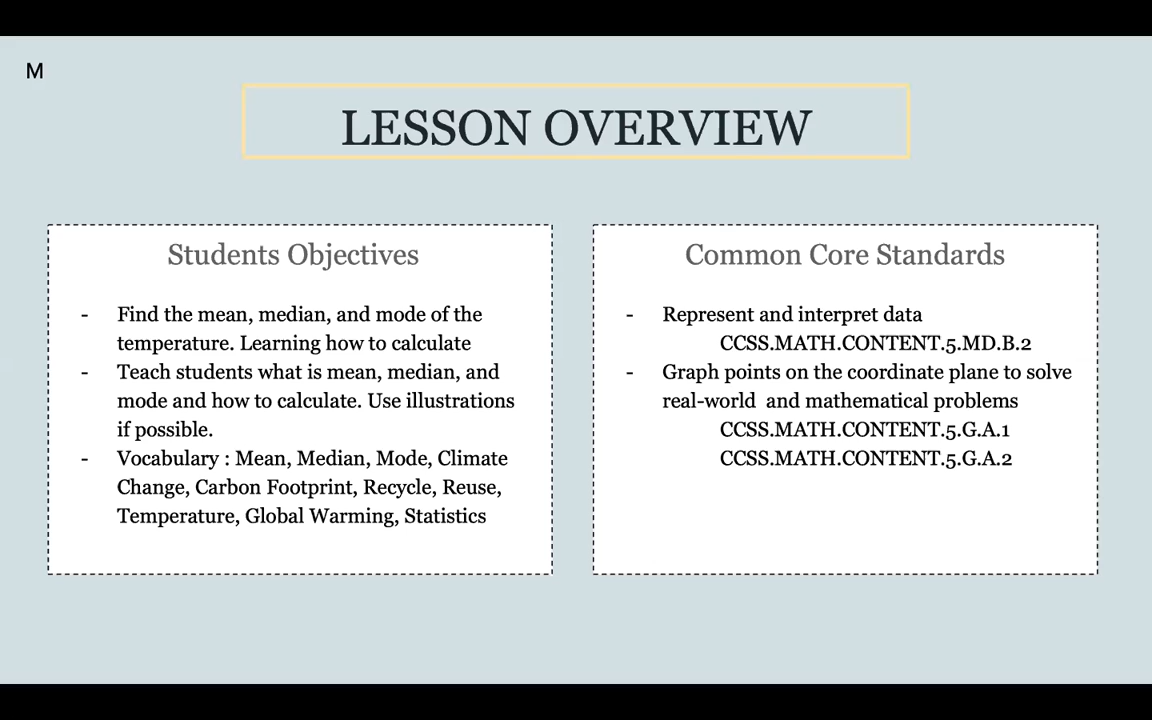 M
LESSON OVERVIEW
Students Objectives
- Find the mean, median, and mode of the
temperature. Learning how to calculate
- Teach students what is mean, median, and
mode and how to calculate. Use illustrations
if possible.
- Vocabulary : Mean, Median, Mode, Climate
Change, Carbon Footprint, Recycle, Reuse,
Temperature, Global Warming, Statistics
Common Core Standards
- Represent and interpret data
CCSS.MATH.CONTENT.5.MD.B.2
- Graph points on the coordinate plane to solve
real-world and mathematical problems
CCSS.MATH.CONTENT.5.G.A.1
CCSS.MATH.CONTENT.5.G.A.2